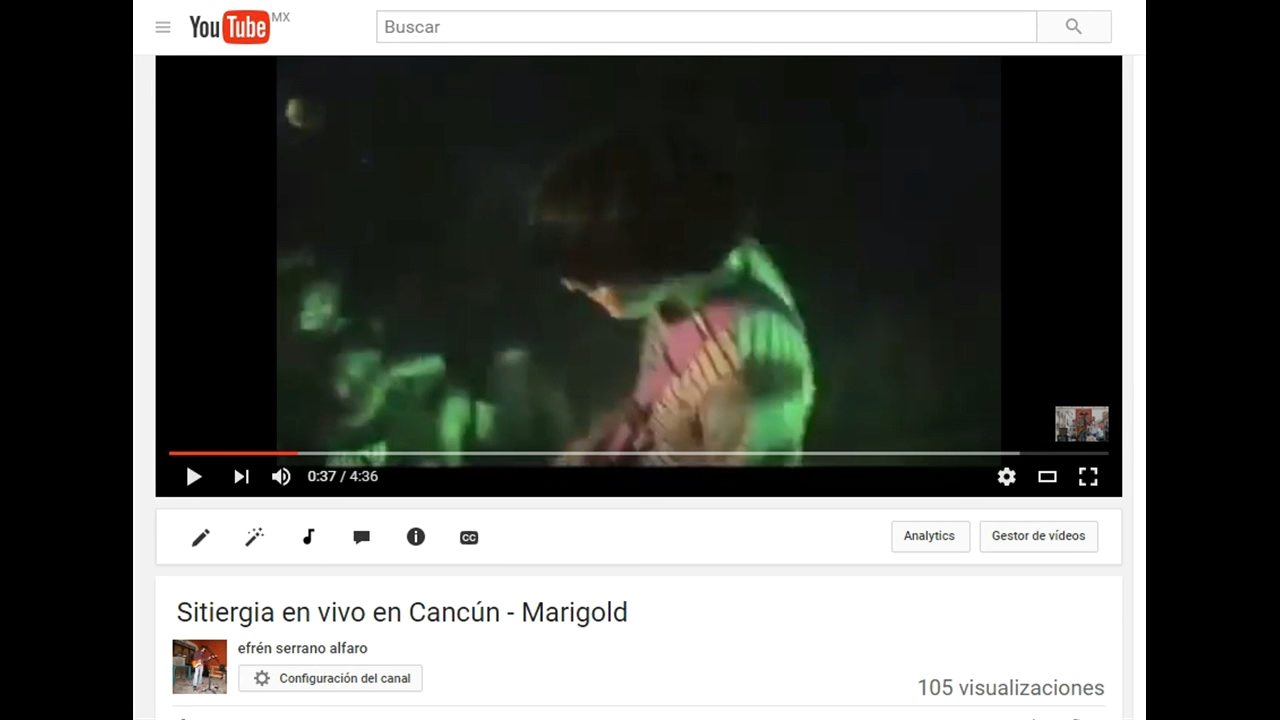 YouTube MX
Buscar
0:37 / 4:36
CC
Analytics
Gestor de vídeos
Sitiergia en vivo en Cancún - Marigold
efrén serrano alfaro
Configuración del canal
105 visualizaciones